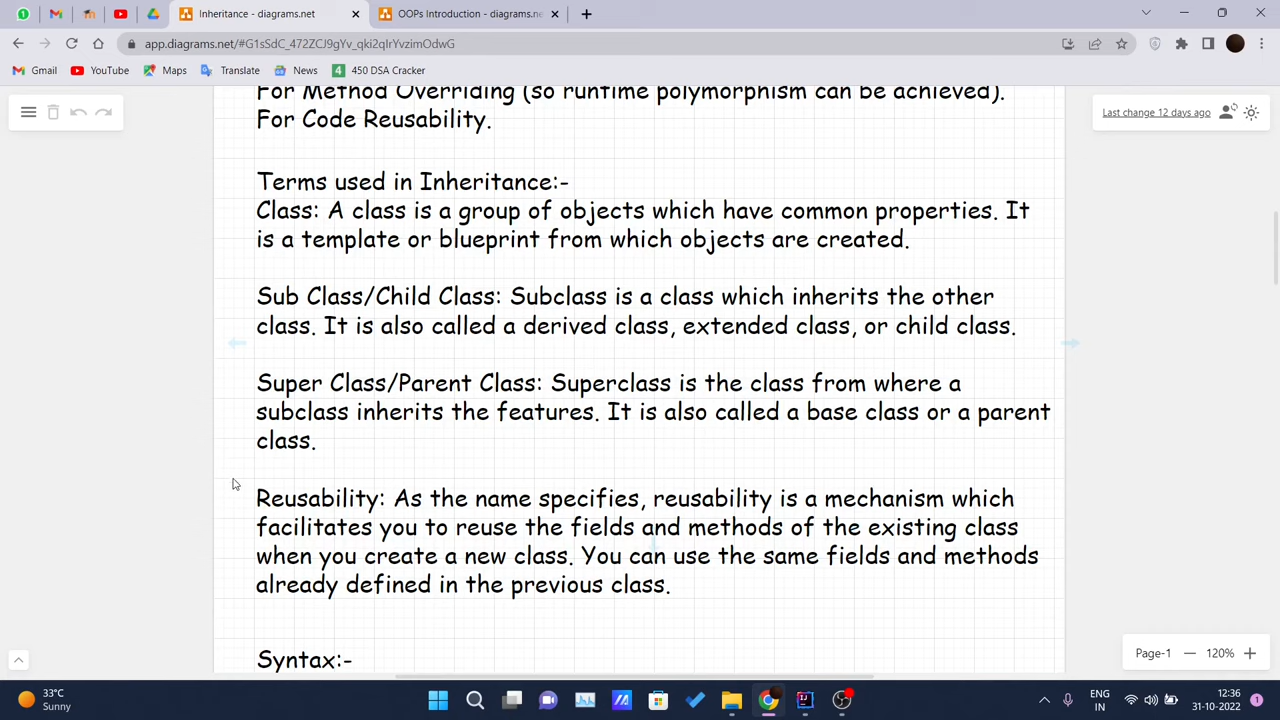 Inheritance - diagrams.net
OOPs Introduction - diagrams.ne
app.diagrams.net/#G1sSdC_472ZCJ9gYv_qki2qIrYvzimOdwG
Gmail
YouTube
Maps
Translate
News
4 450 DSA Cracker
Last change 12 days ago
For Method Overriding (so runtime polymorphism can be achieved).
For Code Reusability.
Terms used in Inheritance:-
Class: A class is a group of objects which have common properties. It
is a template or blueprint from which objects are created.
Sub Class/Child Class: Subclass is a class which inherits the other
class. It is also called a derived class, extended class, or child class.
Super Class/Parent Class: Superclass is the class from where a
subclass inherits the features. It is also called a base class or a parent
class.
Reusability: As the name specifies, reusability is a mechanism which
facilitates you to reuse the fields and methods of the existing class
when you create a new class. You can use the same fields and methods
already defined in the previous class.
Syntax:-
Page-1
120%
33°C
Sunny
ENG
IN
12:36
31-10-2022
1